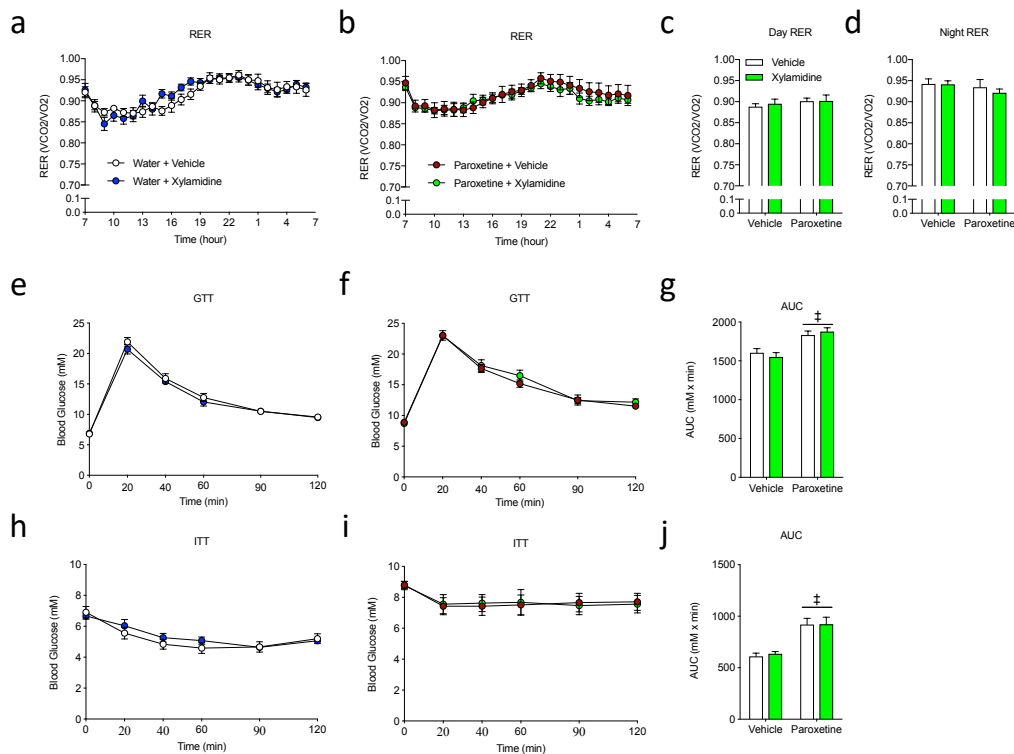 a
RER
RER (VCO2/VO2)
1.00
0.95
0.90
0.85
0.80
0.75
0.70
0.1
0.0
Water + Vehicle
Water + Xylamidine
7 10 13 16 19 22 1 4 7
Time (hour)
b
RER
RER (VCO2/VO2)
1.00
0.95
0.90
0.85
0.80
0.75
0.70
0.1
0.0
Paroxetine + Vehicle
Paroxetine + Xylamidine
7 10 13 16 19 22 1 4 7
Time (hour)
c
Day RER
RER (VCO2/VO2)
1.00
0.95
0.90
0.85
0.80
0.75
0.70
0.1
0.0
Vehicle Paroxetine
d
Night RER
RER (VCO2/VO2)
1.00
0.95
0.90
0.85
0.80
0.75
0.70
0.1
0.0
Vehicle Paroxetine
Vehicle
Xylamidine
e
GTT
Blood Glucose (mM)
25
20
15
10
5
0
0 20 40 60 90 120
Time (min)
f
GTT
Blood Glucose (mM)
25
20
15
10
5
0
0 20 40 60 90 120
Time (min)
g
AUC
‡
AUC (mM x min)
2000
1500
1000
500
0
Vehicle Paroxetine
h
ITT
Blood Glucose (mM)
10
8
6
4
2
0
0 20 40 60 90 120
Time (min)
i
ITT
Blood Glucose (mM)
10
8
6
4
2
0
0 20 40 60 90 120
Time (min)
j
AUC
‡
AUC (mM x min)
1500
1000
500
0
Vehicle Paroxetine